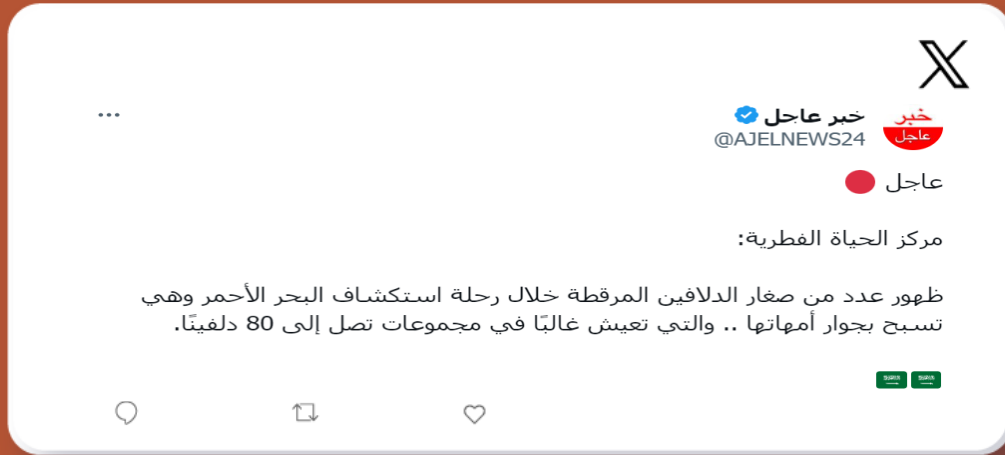 خبر عاجل
خبر
عاجل
@AJELNEWS24
عاجل
مركز الحياة الفطرية:
ظهور عدد من صغار الدلافين المرقطة خلال رحلة استكشاف البحر الأحمر وهي
تسبح بجوار أمهاتها .. والتي تعيش غالبًا في مجموعات تصل إلى 80 دلفينًا.